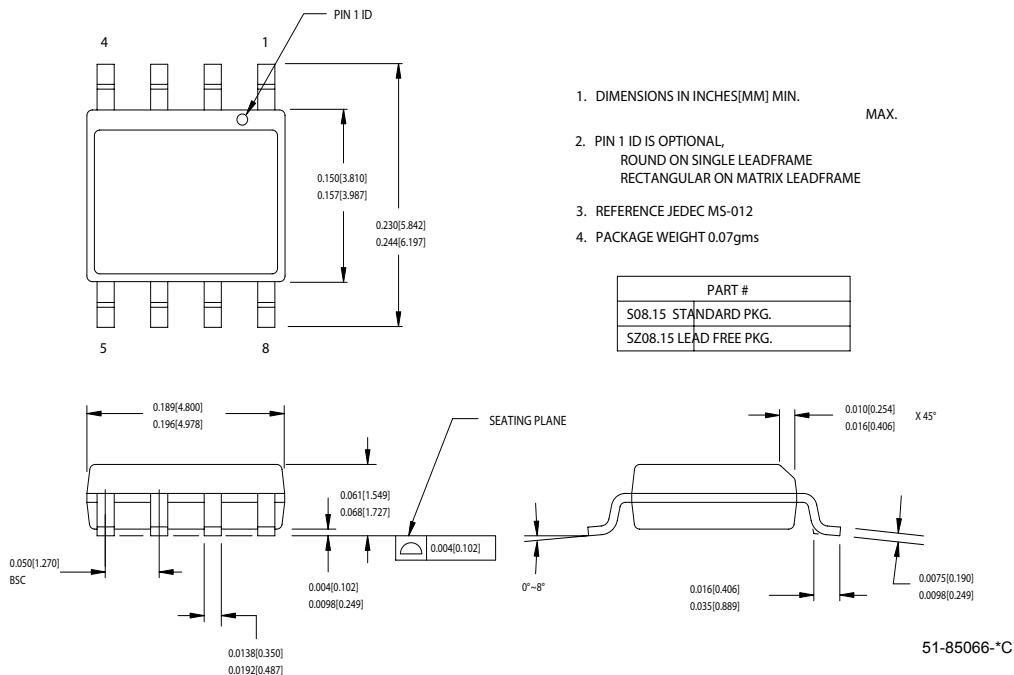 PIN 1 ID
4
1
0.150[3.810]
0.157[3.987]
0.230[5.842]
0.244[6.197]
5
8
1. DIMENSIONS IN INCHES[MM] MIN.
MAX.
2. PIN 1 ID IS OPTIONAL,
ROUND ON SINGLE LEADFRAME
RECTANGULAR ON MATRIX LEADFRAME
3. REFERENCE JEDEC MS-012
4. PACKAGE WEIGHT 0.07gms
PART #
S08.15 STANDARD PKG.
SZ08.15 LEAD FREE PKG.
0.189[4.800]
0.196[4.978]
SEATING PLANE
0.010[0.254]
0.016[0.406]
X 45°
0.061[1.549]
0.068[1.727]
0.004[0.102]
0.050[1.270]
BSC
0.004[0.102]
0.0098[0.249]
0°~8°
0.016[0.406]
0.035[0.889]
0.0075[0.190]
0.0098[0.249]
0.0138[0.350]
0.0192[0.487]
51-85066-*C